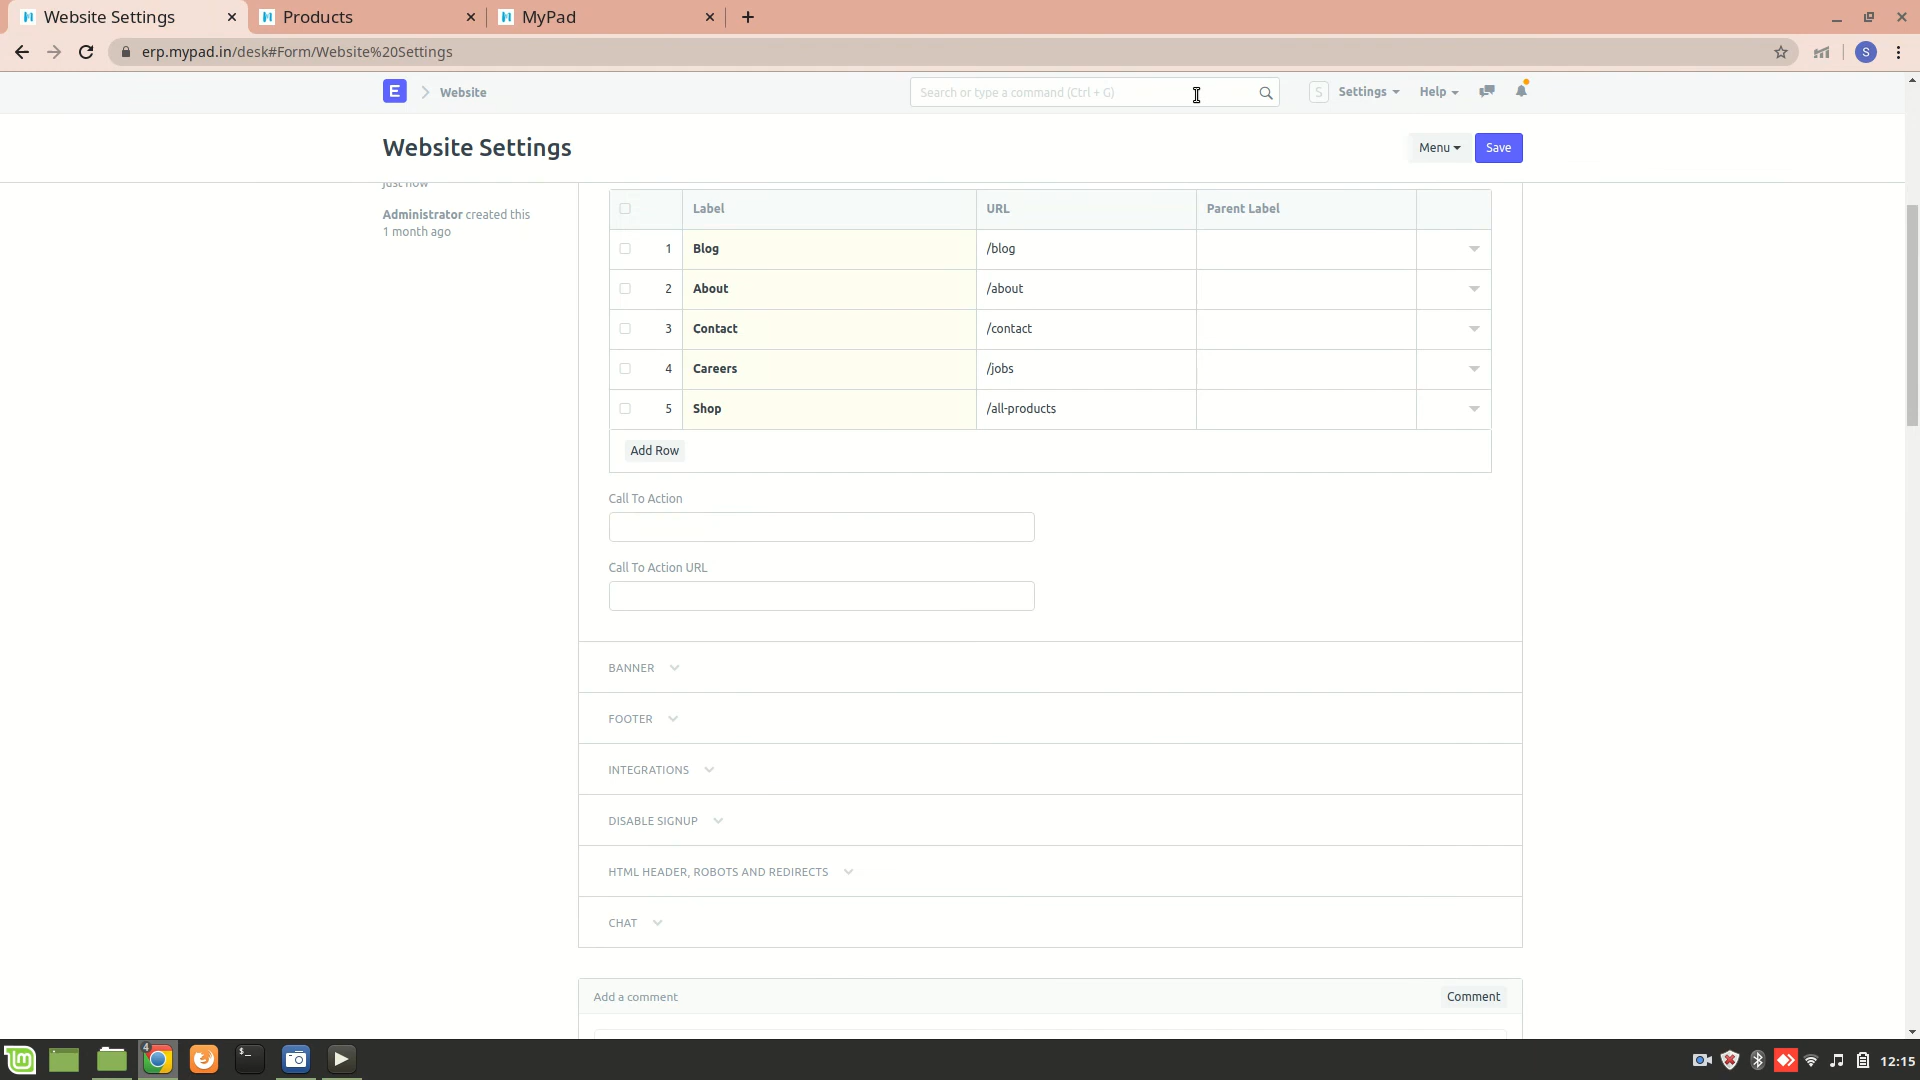 Website Settings
Products
MyPad
erp.mypad.in/desk#Form/Website%20Settings
S
E
Website
Search or type a command (Ctrl + G)
S
Settings
Help
Website Settings
Menu
Save
just now
Administrator created this
1 month ago
Label URL Parent Label
1 Blog /blog
2 About /about
3 Contact /contact
4 Careers /jobs
5 Shop /all-products
Add Row
Call To Action
Call To Action URL
BANNER
FOOTER
INTEGRATIONS
DISABLE SIGNUP
HTML HEADER, ROBOTS AND REDIRECTS
CHAT
Add a comment
Comment
4
12:15